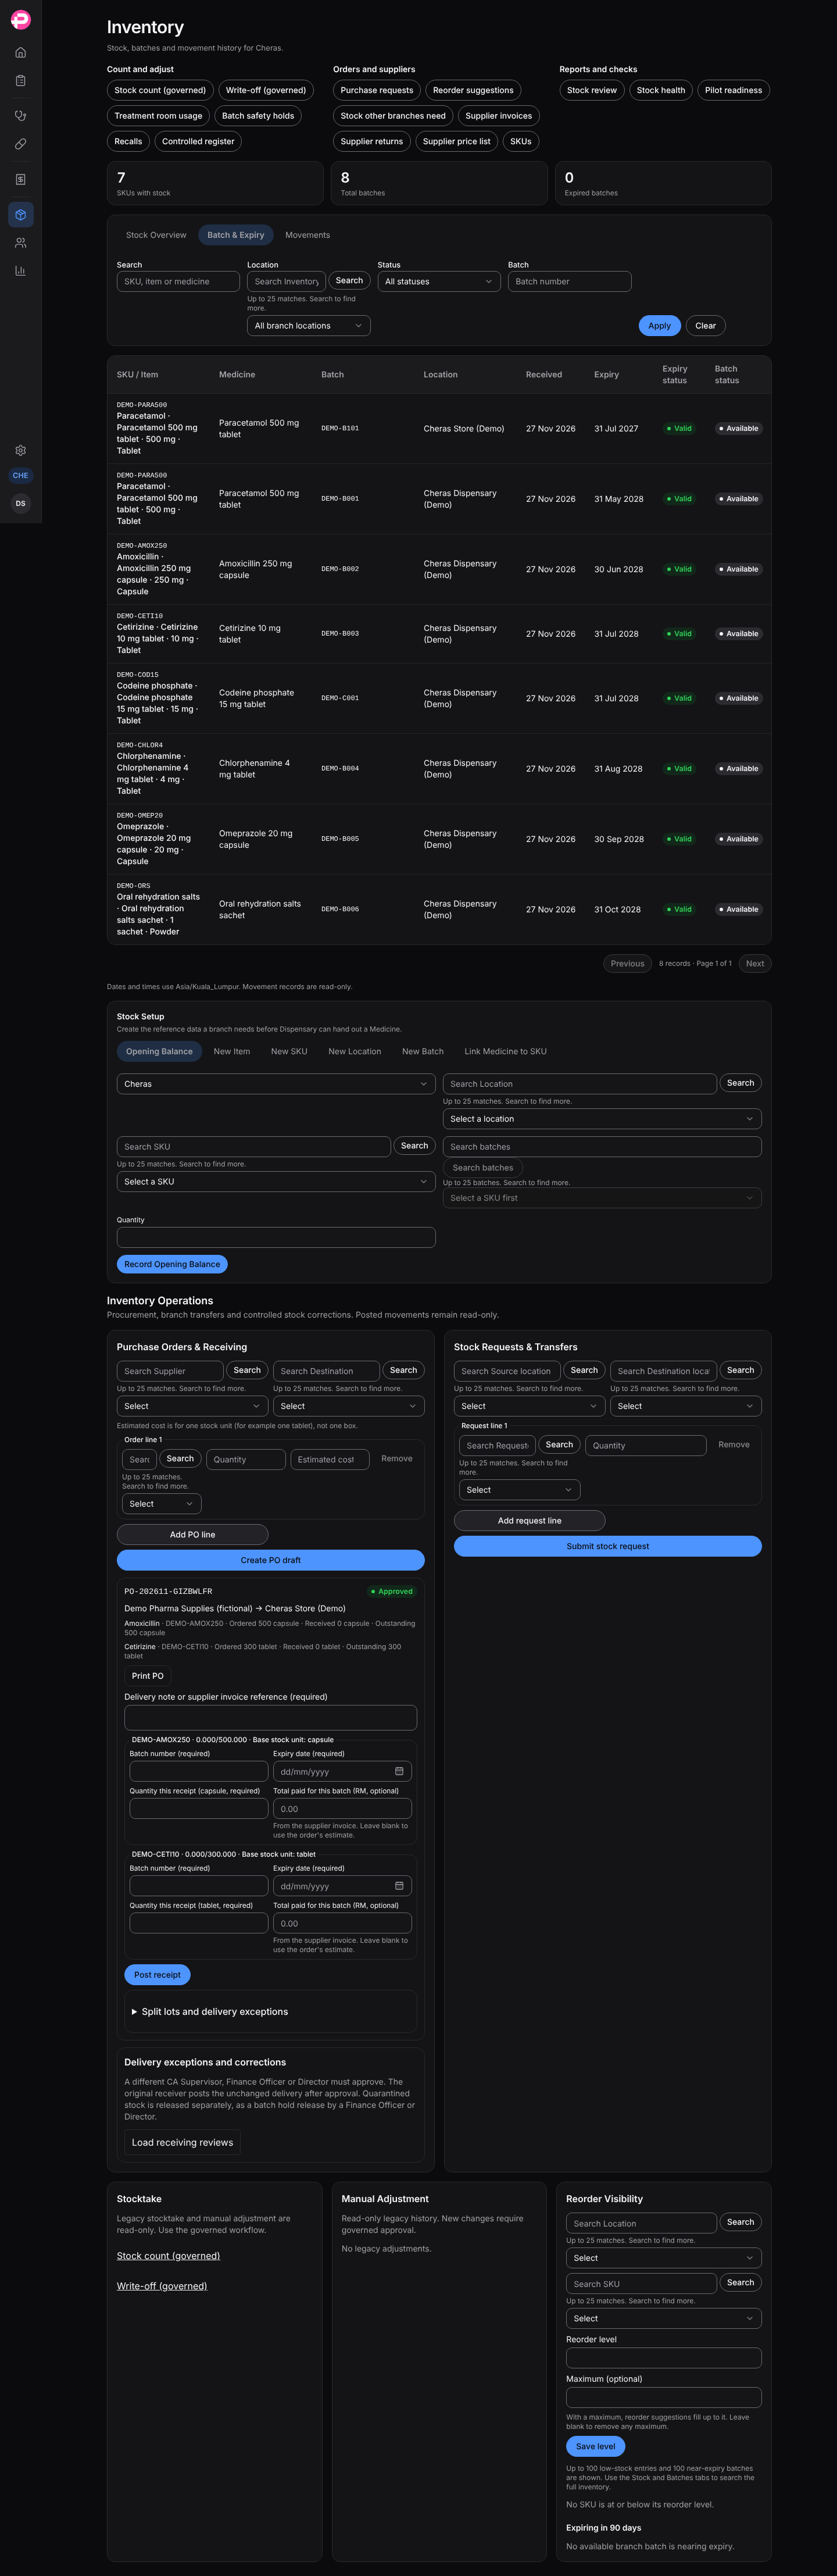 Inventory
Stock, batches and movement history for Cheras.
Count and adjust
Stock count (governed)
Write-off (governed)
Treatment room usage
Batch safety holds
Recalls
Controlled register
Orders and suppliers
Purchase requests
Reorder suggestions
Stock other branches need
Supplier invoices
Supplier returns
Supplier price list
SKUs
Reports and checks
Stock review
Stock health
Pilot readiness
7
SKUs with stock
8
Total batches
0
Expired batches
Stock Overview
Batch & Expiry
Movements
Search
SKU, item or medicine
Location
Search Inventory
Search
Up to 25 matches. Search to find
more.
All branch locations
Status
All statuses
Batch
Batch number
Apply
Clear
SKU / Item
Medicine
Batch
Location
Received
Expiry
Expiry
status
Batch
status
DEMO-PARA500
Paracetamol ·
Paracetamol 500 mg
tablet · 500 mg ·
Tablet
Paracetamol 500 mg
tablet
DEMO-B101
Cheras Store (Demo)
27 Nov 2026
31 Jul 2027
Valid
Available
DEMO-PARA500
Paracetamol ·
Paracetamol 500 mg
tablet · 500 mg ·
Tablet
Paracetamol 500 mg
tablet
DEMO-B001
Cheras Dispensary
(Demo)
27 Nov 2026
31 May 2028
Valid
Available
DEMO-AMOX250
Amoxicillin ·
Amoxicillin 250 mg
capsule · 250 mg ·
Capsule
Amoxicillin 250 mg
capsule
DEMO-B002
Cheras Dispensary
(Demo)
27 Nov 2026
30 Jun 2028
Valid
Available
DEMO-CETI10
Cetirizine · Cetirizine
10 mg tablet · 10 mg ·
Tablet
Cetirizine 10 mg
tablet
DEMO-B003
Cheras Dispensary
(Demo)
27 Nov 2026
31 Jul 2028
Valid
Available
DEMO-COD15
Codeine phosphate ·
Codeine phosphate
15 mg tablet · 15 mg ·
Tablet
Codeine phosphate
15 mg tablet
DEMO-C001
Cheras Dispensary
(Demo)
27 Nov 2026
31 Jul 2028
Valid
Available
DEMO-CHLOR4
Chlorphenamine ·
Chlorphenamine 4
mg tablet · 4 mg ·
Tablet
Chlorphenamine 4
mg tablet
DEMO-B004
Cheras Dispensary
(Demo)
27 Nov 2026
31 Aug 2028
Valid
Available
DEMO-OMEP20
Omeprazole ·
Omeprazole 20 mg
capsule · 20 mg ·
Capsule
Omeprazole 20 mg
capsule
DEMO-B005
Cheras Dispensary
(Demo)
27 Nov 2026
30 Sep 2028
Valid
Available
DEMO-ORS
Oral rehydration salts
· Oral rehydration
salts sachet · 1
sachet · Powder
Oral rehydration salts
sachet
DEMO-B006
Cheras Dispensary
(Demo)
27 Nov 2026
31 Oct 2028
Valid
Available
CHE
DS
Previous
8 records · Page 1 of 1
Next
Dates and times use Asia/Kuala_Lumpur. Movement records are read-only.
Stock Setup
Create the reference data a branch needs before Dispensary can hand out a Medicine.
Opening Balance
New Item
New SKU
New Location
New Batch
Link Medicine to SKU
Cheras
Search Location
Search
Up to 25 matches. Search to find more.
Select a location
Search SKU
Search
Up to 25 matches. Search to find more.
Select a SKU
Search batches
Search batches
Up to 25 batches. Search to find more.
Select a SKU first
Quantity
Record Opening Balance
Inventory Operations
Procurement, branch transfers and controlled stock corrections. Posted movements remain read-only.
Purchase Orders & Receiving
Search Supplier
Search
Search Destination
Search
Up to 25 matches. Search to find more.
Up to 25 matches. Search to find more.
Select
Select
Estimated cost is for one stock unit (for example one tablet), not one box.
Order line 1
Searc
Search
Quantity
Estimated cost
Remove
Up to 25 matches.
Search to find more.
Select
Add PO line
Create PO draft
PO-202611-GIZBWLFR
Approved
Demo Pharma Supplies (fictional) → Cheras Store (Demo)
Amoxicillin · DEMO-AMOX250 · Ordered 500 capsule · Received 0 capsule · Outstanding
500 capsule
Cetirizine · DEMO-CETI10 · Ordered 300 tablet · Received 0 tablet · Outstanding 300
tablet
Print PO
Delivery note or supplier invoice reference (required)
DEMO-AMOX250 · 0.000/500.000 · Base stock unit: capsule
Batch number (required)
Expiry date (required)
dd/mm/yyyy
Quantity this receipt (capsule, required)
Total paid for this batch (RM, optional)
0.00
From the supplier invoice. Leave blank to
use the order's estimate.
DEMO-CETI10 · 0.000/300.000 · Base stock unit: tablet
Batch number (required)
Expiry date (required)
dd/mm/yyyy
Quantity this receipt (tablet, required)
Total paid for this batch (RM, optional)
0.00
From the supplier invoice. Leave blank to
use the order's estimate.
Post receipt
Split lots and delivery exceptions
Delivery exceptions and corrections
A different CA Supervisor, Finance Officer or Director must approve. The
original receiver posts the unchanged delivery after approval. Quarantined
stock is released separately, as a batch hold release by a Finance Officer or
Director.
Load receiving reviews
Stock Requests & Transfers
Search Source location
Search
Search Destination locat
Search
Up to 25 matches. Search to find more.
Up to 25 matches. Search to find more.
Select
Select
Request line 1
Search Requeste
Search
Quantity
Remove
Up to 25 matches. Search to find
more.
Select
Add request line
Submit stock request
Stocktake
Legacy stocktake and manual adjustment are
read-only. Use the governed workflow.
Stock count (governed)
Write-off (governed)
Manual Adjustment
Read-only legacy history. New changes require
governed approval.
No legacy adjustments.
Reorder Visibility
Search Location
Search
Up to 25 matches. Search to find more.
Select
Search SKU
Search
Up to 25 matches. Search to find more.
Select
Reorder level
Maximum (optional)
With a maximum, reorder suggestions fill up to it. Leave
blank to remove any maximum.
Save level
Up to 100 low-stock entries and 100 near-expiry batches
are shown. Use the Stock and Batches tabs to search the
full inventory.
No SKU is at or below its reorder level.
Expiring in 90 days
No available branch batch is nearing expiry.